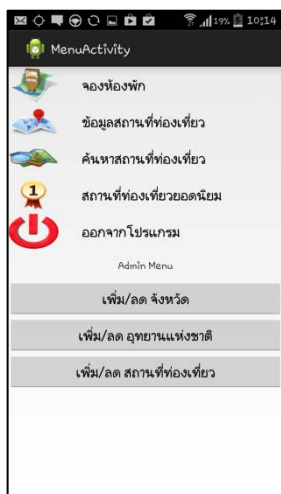 19% 10:14
MenuActivity
จองห้องพัก
ข้อมูลสถานที่ท่องเที่ยว
ค้นหาสถานที่ท่องเที่ยว
1
สถานที่ท่องเที่ยวยอดนิยม
ออกจากโปรแกรม
Admin Menu
เพิ่ม/ลด จังหวัด
เพิ่ม/ลด อุทยานแห่งชาติ
เพิ่ม/ลด สถานที่ท่องเที่ยว